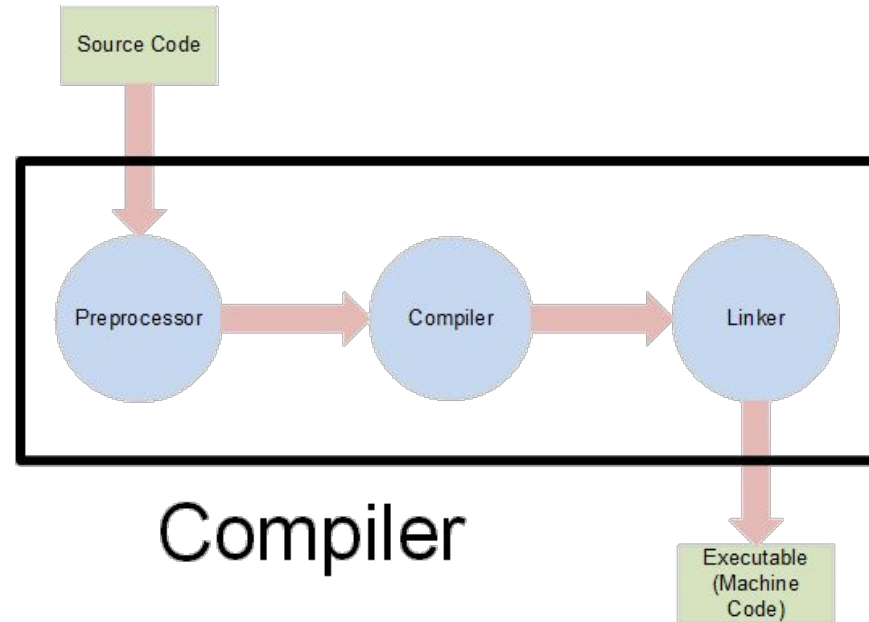 Source Code
Preprocessor
Compiler
Linker
Compiler
Executable
(Machine
Code)